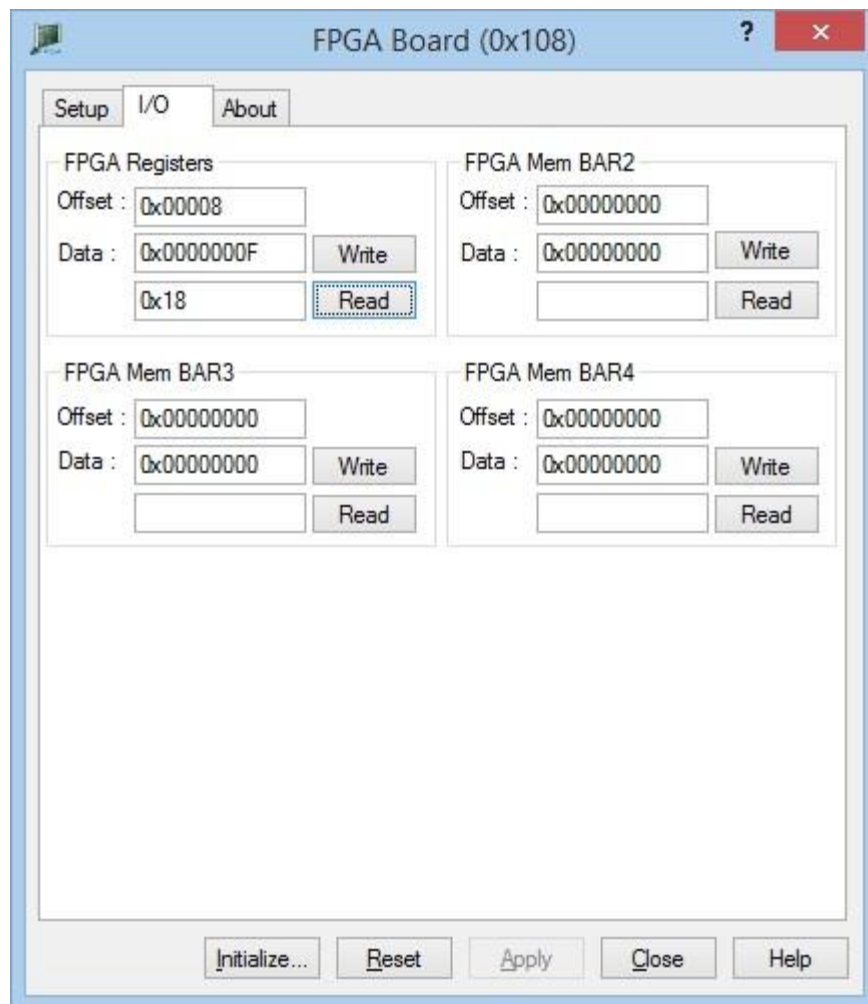 FPGA Board (0x108)
?
×
Setup I/O About
FPGA Registers
Offset : 0x00008
Data : 0x0000000F Write
0x18 Read
FPGA Mem BAR2
Offset : 0x00000000
Data : 0x00000000 Write
Read
FPGA Mem BAR3
Offset : 0x00000000
Data : 0x00000000 Write
Read
FPGA Mem BAR4
Offset : 0x00000000
Data : 0x00000000 Write
Read
Initialize... Reset Apply Close Help